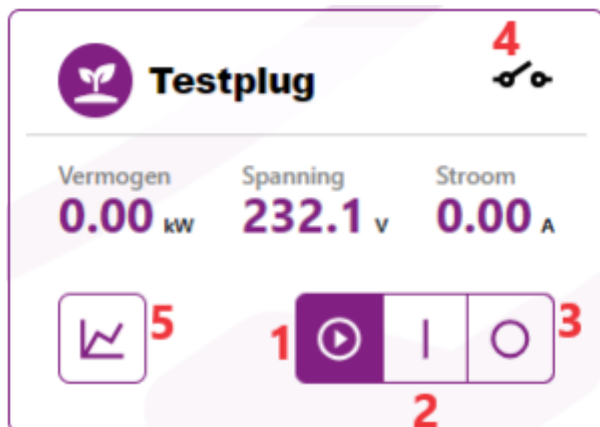 4
Testplug
Vermogen Spanning Stroom
0.00 kW 232.1 V 0.00 A
5 1 3
2